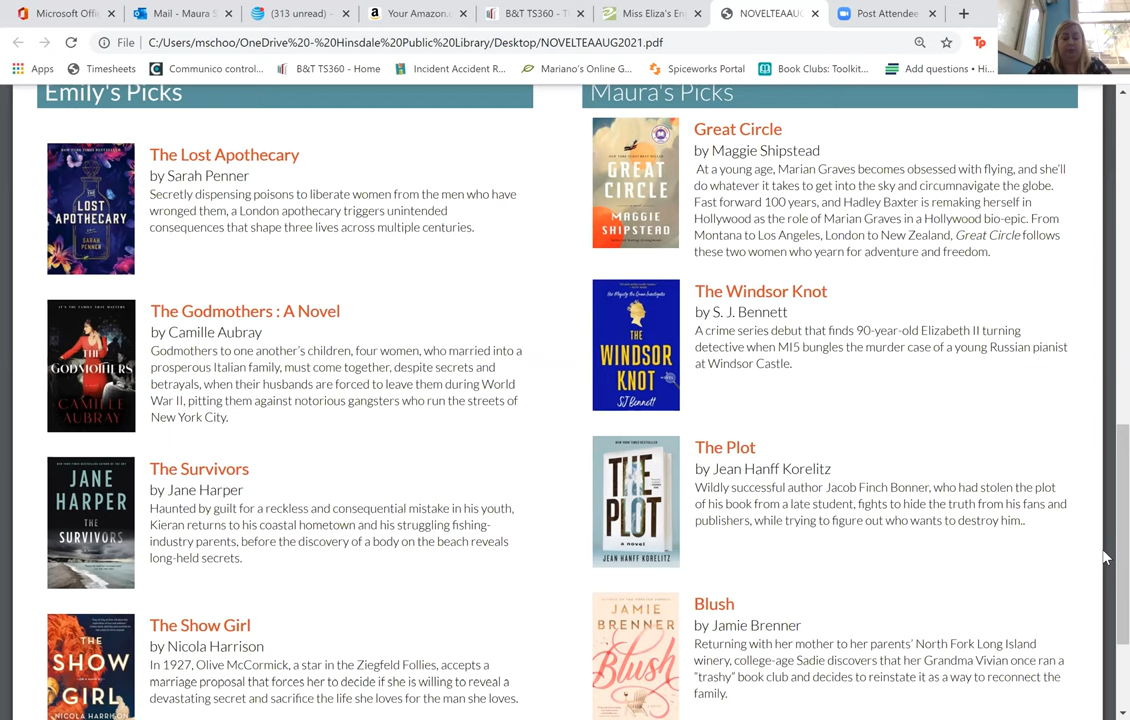 Microsoft Offi
Mail - Maura S
(313 unread) -
Your Amazon.c
B&T TS360 - T
Miss Eliza's En
NOVELTEAAUG
Post Attendee
File
C:/Users/mschoo/OneDrive%20-%20Hinsdale%20Public%20Library/Desktop/NOVELTEAAUG2021.pdf
Tp
Apps
Timesheets
Communico control...
B&T TS360 - Home
Incident Accident R...
Mariano's Online G...
Spiceworks Portal
Book Clubs: Toolkit...
Add questions • Hi...
Emily's Picks
THE
LOST
APOTHECARY
SARAH
PENNER
The Lost Apothecary
by Sarah Penner
Secretly dispensing poisons to liberate women from the men who have
wronged them, a London apothecary triggers unintended
consequences that shape three lives across multiple centuries.
THE
GODMOTHERS
CAMILLE
AUBRAY
The Godmothers : A Novel
by Camille Aubray
Godmothers to one another's children, four women, who married into a
prosperous Italian family, must come together, despite secrets and
betrayals, when their husbands are forced to leave them during World
War II, pitting them against notorious gangsters who run the streets of
New York City.
JANE
HARPER
THE
SURVIVORS
The Survivors
by Jane Harper
Haunted by guilt for a reckless and consequential mistake in his youth,
Kieran returns to his coastal hometown and his struggling fishing-
industry parents, before the discovery of a body on the beach reveals
long-held secrets.
THE
SHOW
GIRL
NICOLA HARRISON
The Show Girl
by Nicola Harrison
In 1927, Olive McCormick, a star in the Ziegfeld Follies, accepts a
marriage proposal that forces her to decide if she is willing to reveal a
devastating secret and sacrifice the life she loves for the man she loves.
Maura's Picks
GREAT
CIRCLE
MAGGIE
SHIPSTEAD
Great Circle
by Maggie Shipstead
At a young age, Marian Graves becomes obsessed with flying, and she'll
do whatever it takes to get into the sky and circumnavigate the globe.
Fast forward 100 years, and Hadley Baxter is remaking herself in
Hollywood as the role of Marian Graves in a Hollywood bio-epic. From
Montana to Los Angeles, London to New Zealand, Great Circle follows
these two women who yearn for adventure and freedom.
THE
WINDSOR
KNOT
SJ Bennett
The Windsor Knot
by S. J. Bennett
A crime series debut that finds 90-year-old Elizabeth II turning
detective when MI5 bungles the murder case of a young Russian pianist
at Windsor Castle.
THE
PLOT
a novel
JEAN HANFF KORELITZ
The Plot
by Jean Hanff Korelitz
Wildly successful author Jacob Finch Bonner, who had stolen the plot
of his book from a late student, fights to hide the truth from his fans and
publishers, while trying to figure out who wants to destroy him..
JAMIE
BRENNER
Blush
Blush
by Jamie Brenner
Returning with her mother to her parents' North Fork Long Island
winery, college-age Sadie discovers that her Grandma Vivian once ran a
"trashy" book club and decides to reinstate it as a way to reconnect the
family.